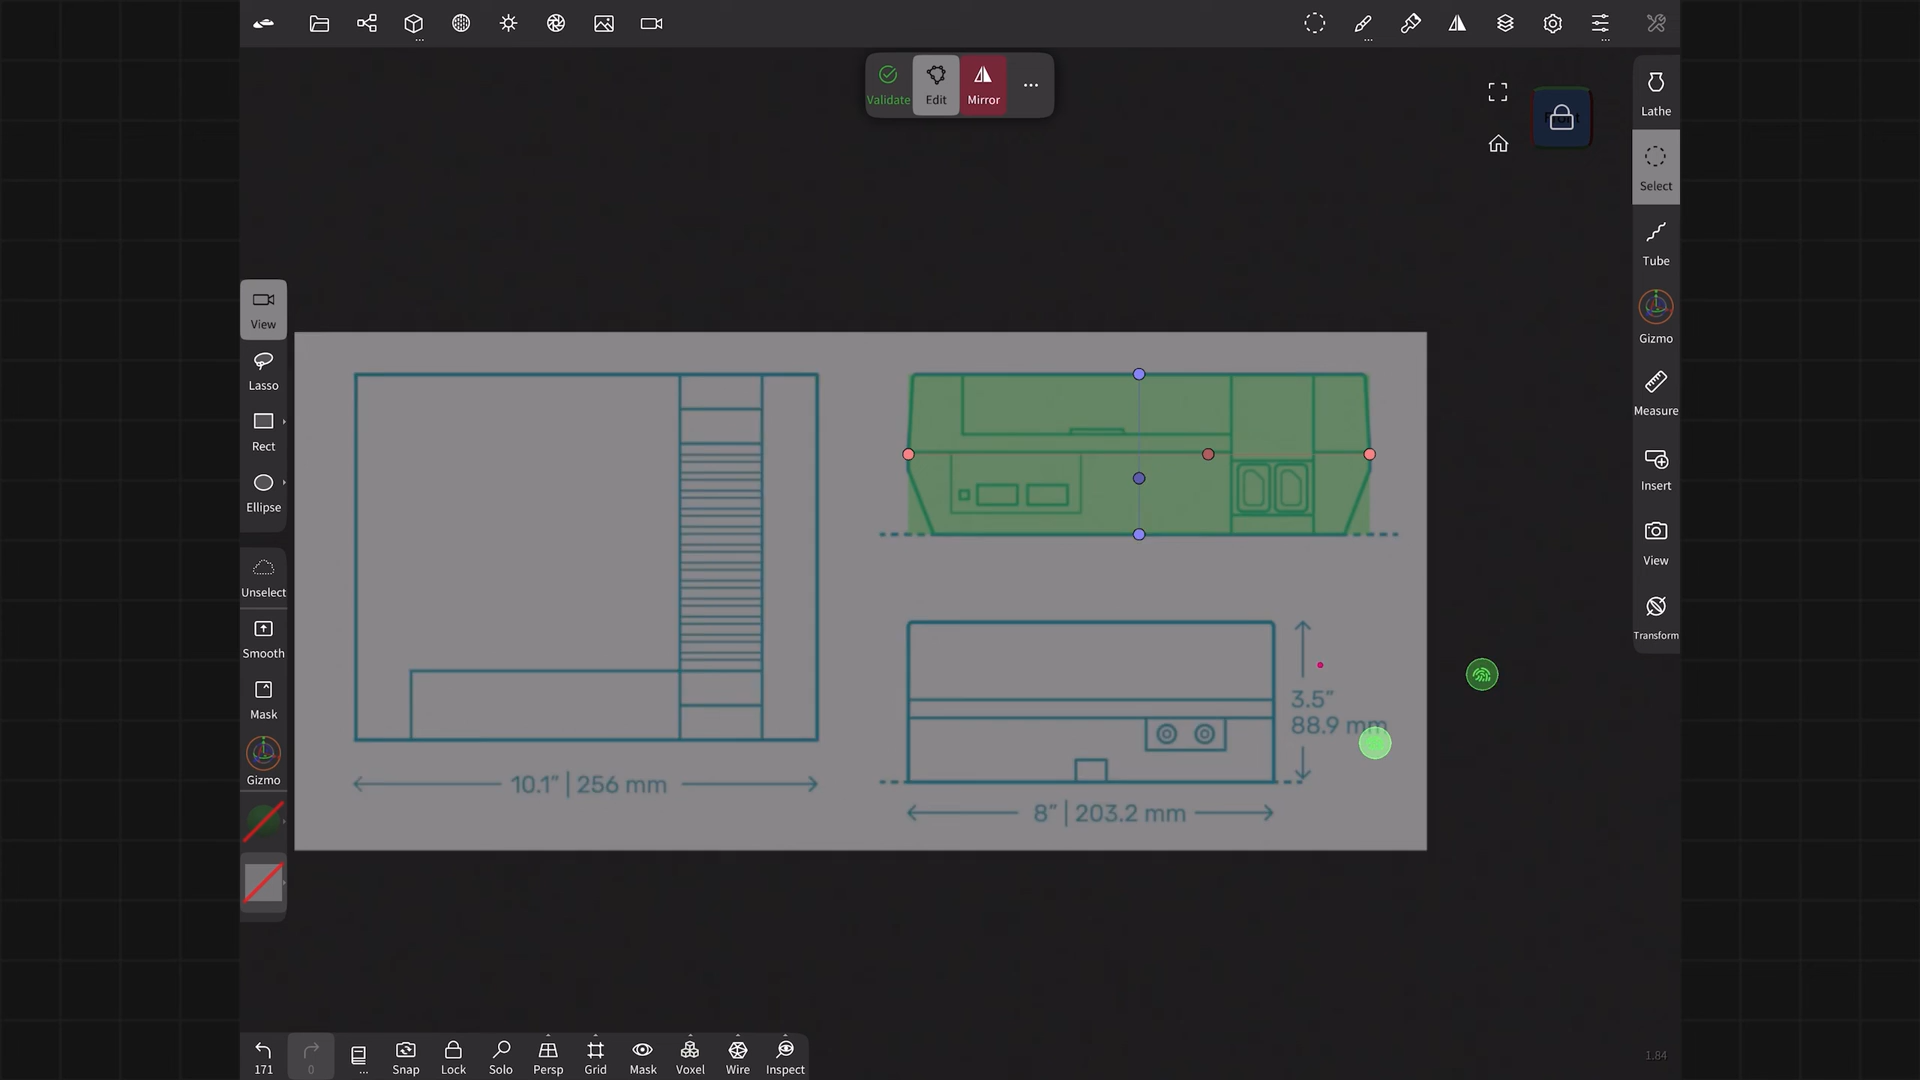 Validate
Edit
Mirror
...
Lathe
Select
Tube
Gizmo
Measure
Insert
View
Transform
View
Lasso
Rect
Ellipse
Unselect
Smooth
Mask
Gizmo
10.1″ | 256 mm
3.5″
88.9 mm
8″ | 203.2 mm
171
0
...
Snap
Lock
Solo
Persp
Grid
Mask
Voxel
Wire
Inspect
1.84